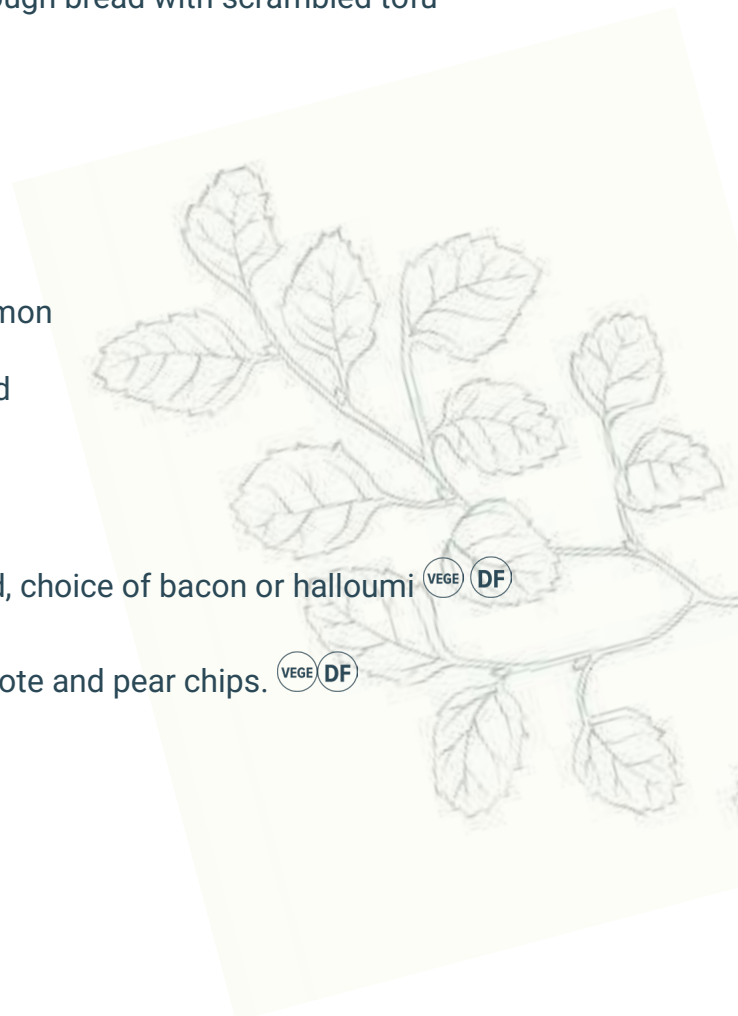 ough bread with scrambled tofu
mon
d
d, choice of bacon or halloumi VEGE DF
ote and pear chips. VEGE DF